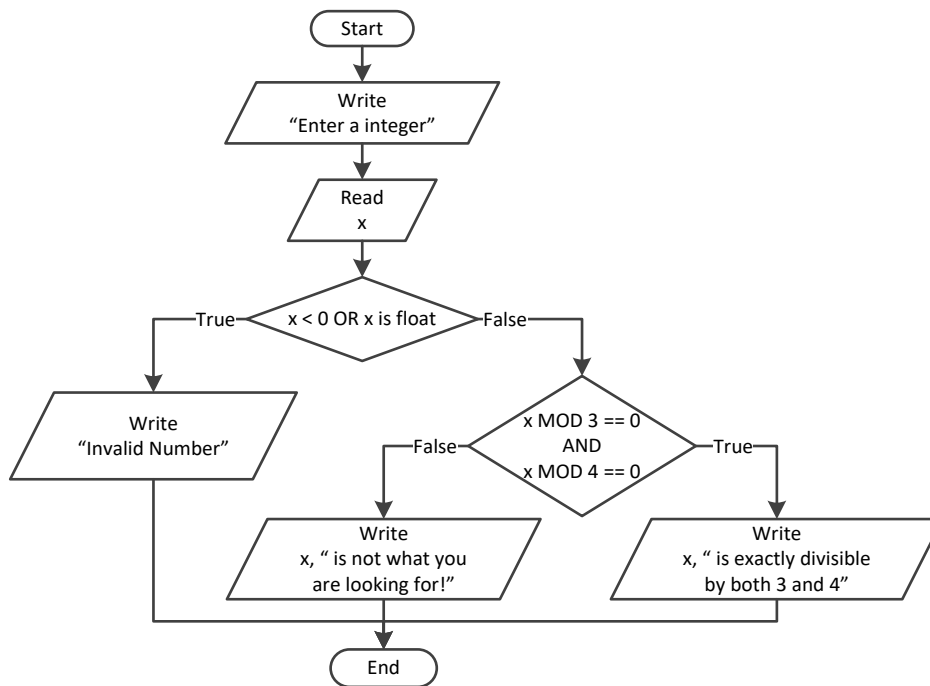 Start
Write
“Enter a integer”
Read
x
True
x < 0 OR x is float
False
Write
“Invalid Number”
False
x MOD 3 == 0
AND
x MOD 4 == 0
True
Write
x, “ is not what you
are looking for!”
Write
x, “ is exactly divisible
by both 3 and 4”
End